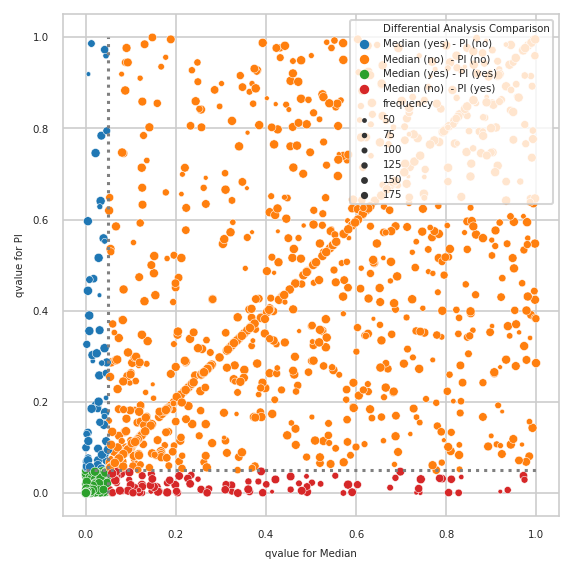 Differential Analysis Comparison
Median (yes) - PI (no)
Median (no)  - PI (no)
Median (yes) - PI (yes)
Median (no)  - PI (yes)
frequency
50
75
100
125
150
175
1.0
0.8
0.6
0.4
0.2
0.0
qvalue for PI
0.0
0.2
0.4
0.6
0.8
1.0
qvalue for Median